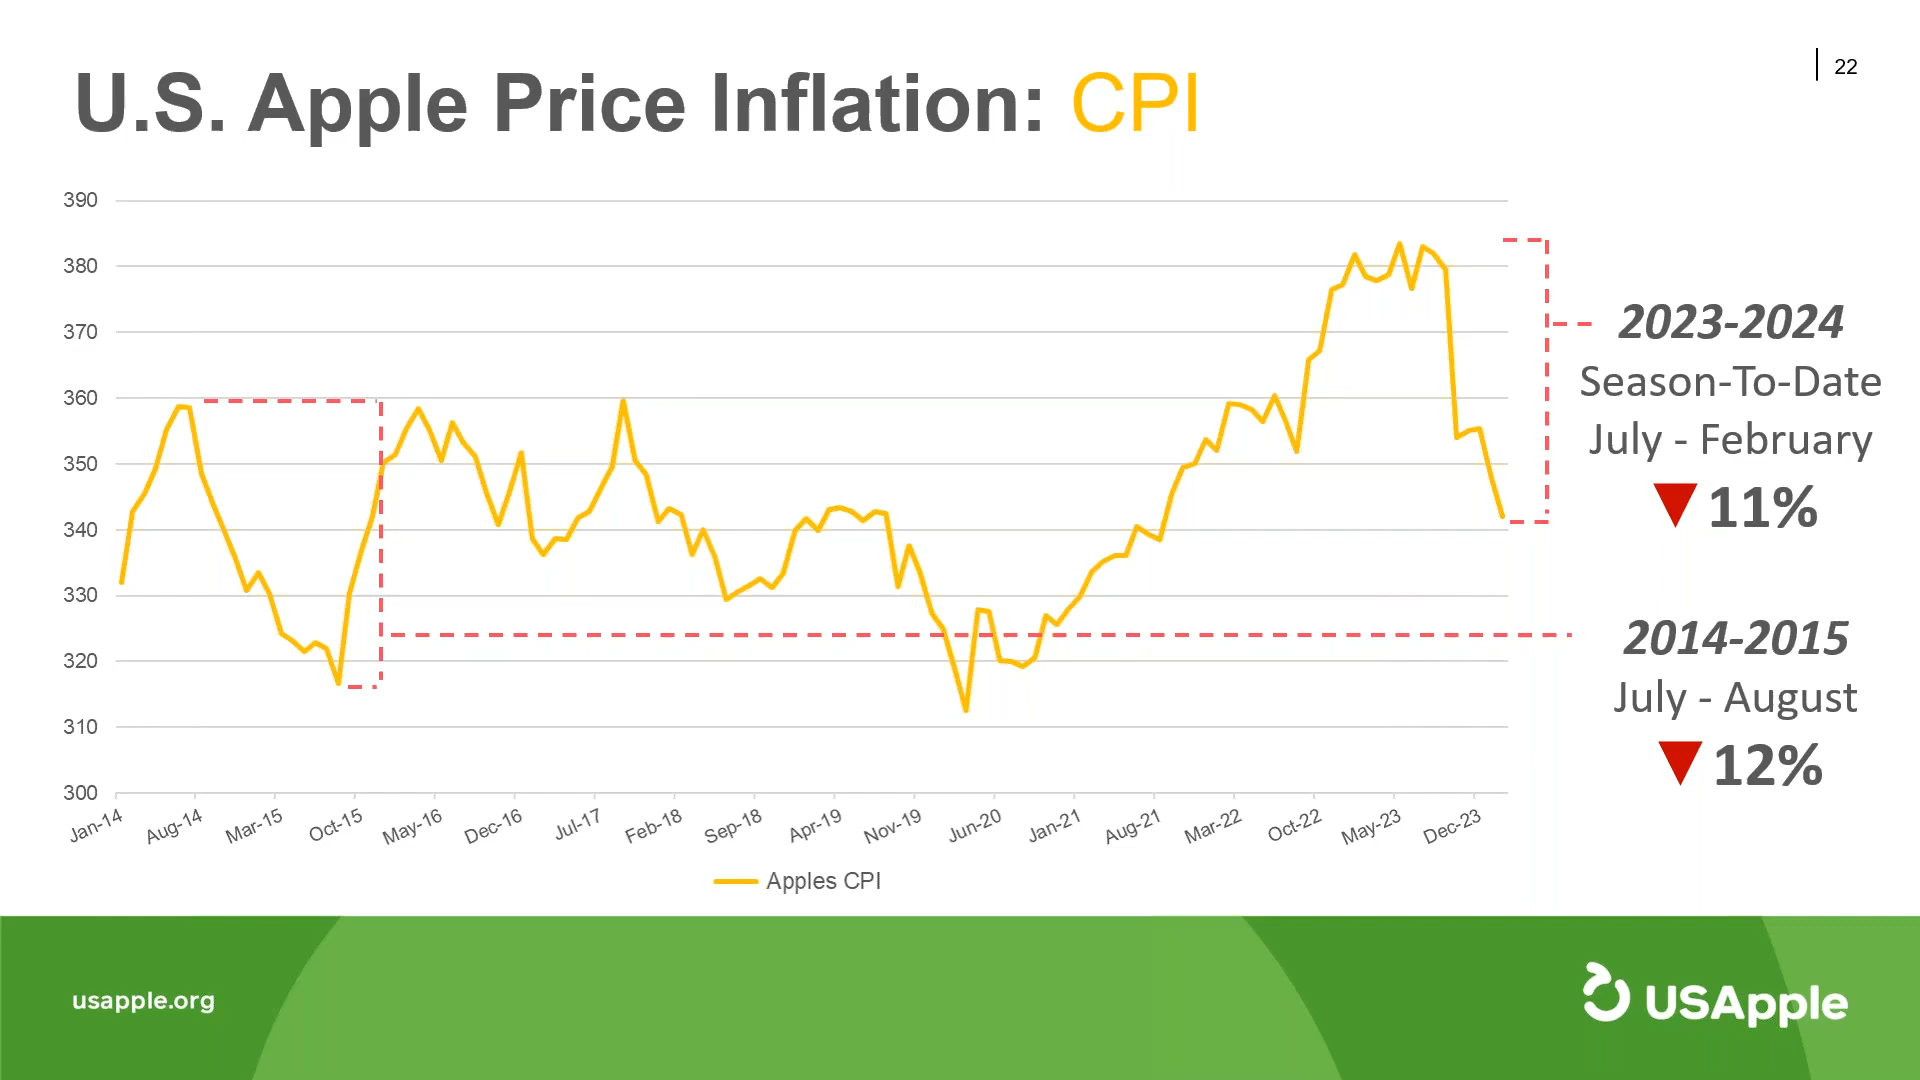 22
U.S. Apple Price Inflation: CPI
390
380
370
360
350
340
330
320
310
300
Jan-14 Aug-14 Mar-15 Oct-15 May-16 Dec-16 Jul-17 Feb-18 Sep-18 Apr-19 Nov-19 Jun-20 Jan-21 Aug-21 Mar-22 Oct-22 May-23 Dec-23
Apples CPI
2023-2024
Season-To-Date
July - February
11%
2014-2015
July - August
12%
usapple.org
USApple